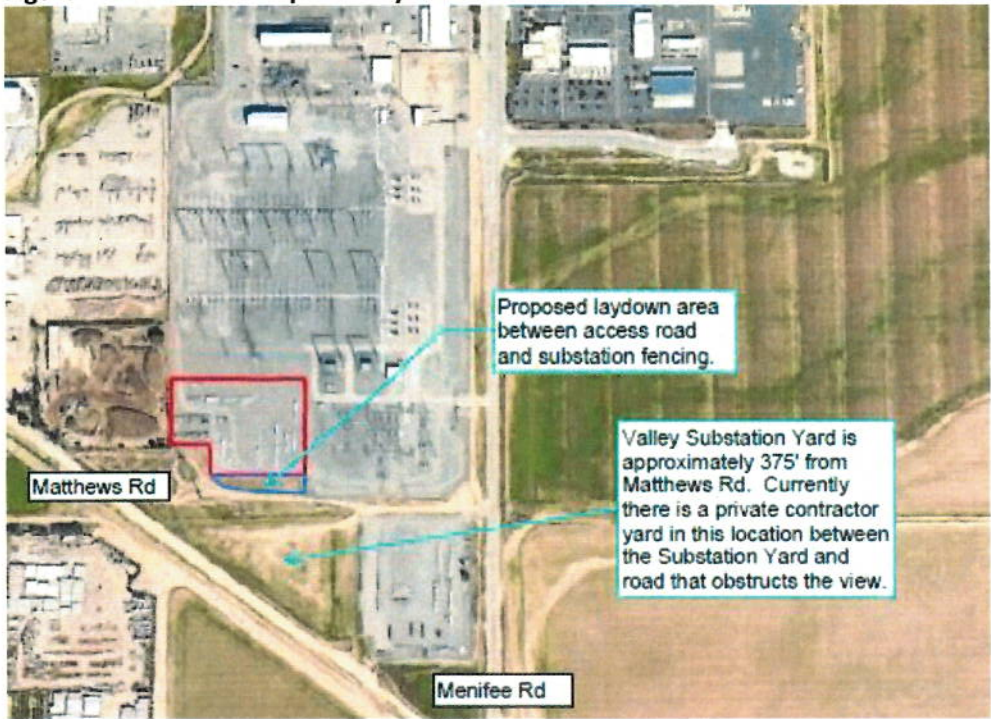 Proposed laydown area
between access road
and substation fencing.
Valley Substation Yard is
approximately 375' from
Matthews Rd. Currently
there is a private contractor
yard in this location between
the Substation Yard and
road that obstructs the view.
Matthews Rd
Menifee Rd